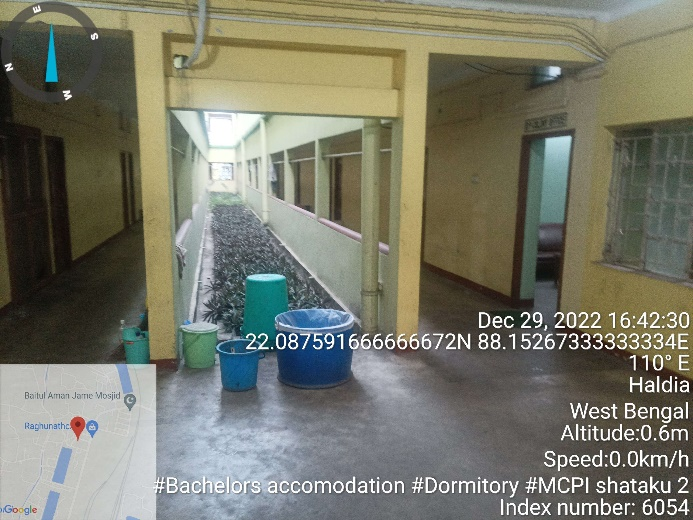 E
S
N
W
Dec 29, 2022 16:42:30
22.087591666666672N 88.15267333333334E
110° E
Haldia
West Bengal
Altitude:0.6m
Speed:0.0km/h
#Bachelors accomodation #Dormitory #MCPI shataku 2
Index number: 6054
Baitul Aman Jame Mosjid
Raghunathc
Google